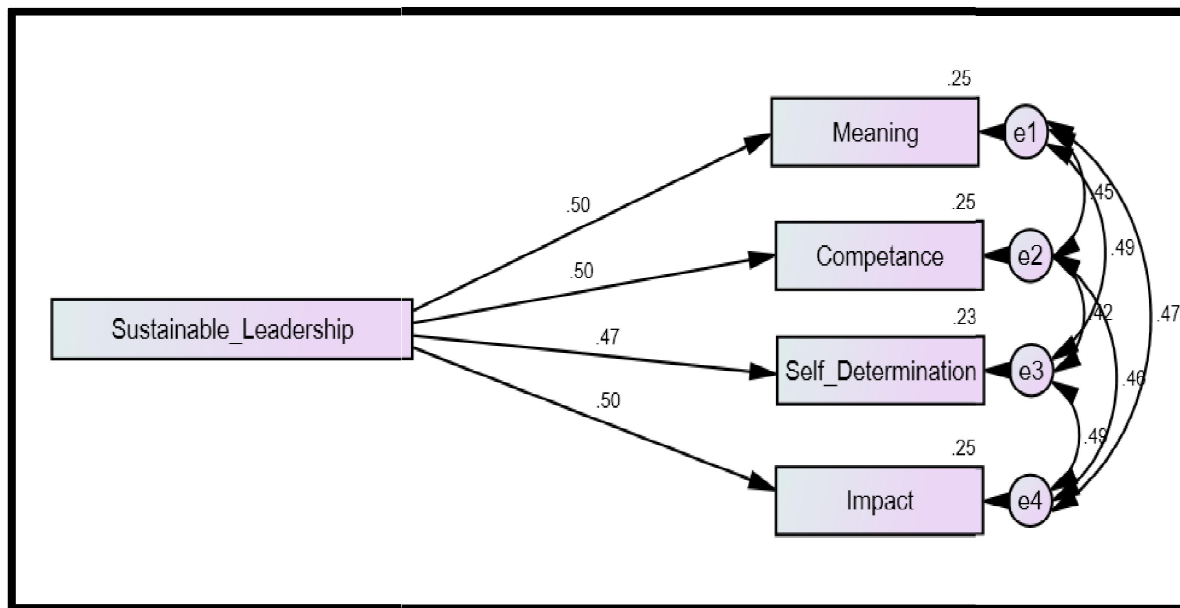 .25
Meaning
e1
.50
.45
.25
.49
.50
Competance
e2
Sustainable_Leadership
.47
.23
.42
.47
Self_Determination
e3
.46
.50
.49
.25
Impact
e4